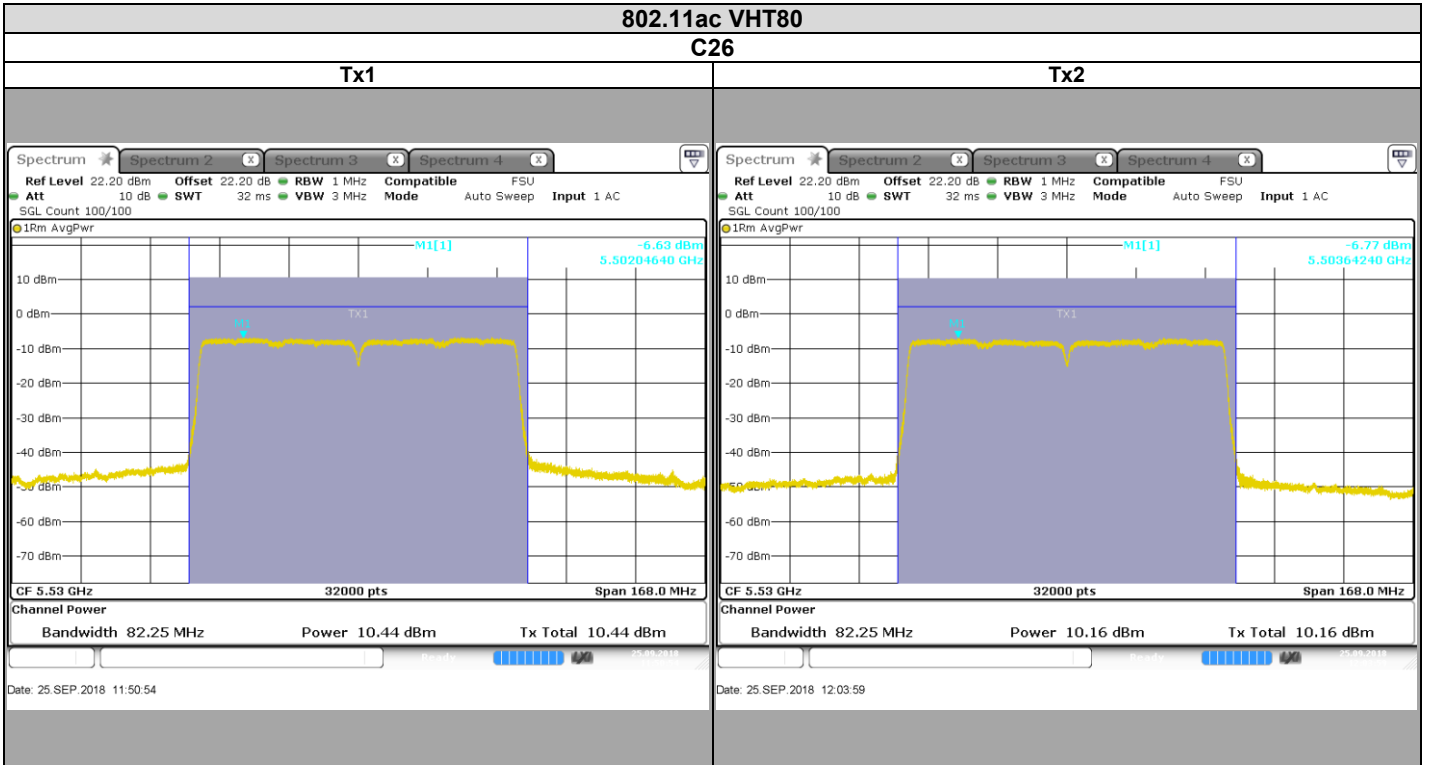 802.11ac VHT80
C26
Tx1
Tx2
Spectrum Spectrum 2 X Spectrum 3 X Spectrum 4 X
Ref Level 22.20 dBm Offset 22.20 dB RBW 1 MHz Compatible FSU
Att 10 dB SWT 32 ms VBW 3 MHz Mode Auto Sweep Input 1 AC
SGL Count 100/100
1Rm AvgPwr
M1[1] -6.63 dBm
5.50204640 GHz
10 dBm
0 dBm
TX1
M1
-10 dBm
-20 dBm
-30 dBm
-40 dBm
-50 dBm
-60 dBm
-70 dBm
CF 5.53 GHz 32000 pts Span 168.0 MHz
Channel Power
Bandwidth 82.25 MHz Power 10.44 dBm Tx Total 10.44 dBm
Ready LXI 25.09.2018
Date: 25.SEP.2018 11:50:54
Spectrum Spectrum 2 X Spectrum 3 X Spectrum 4 X
Ref Level 22.20 dBm Offset 22.20 dB RBW 1 MHz Compatible FSU
Att 10 dB SWT 32 ms VBW 3 MHz Mode Auto Sweep Input 1 AC
SGL Count 100/100
1Rm AvgPwr
M1[1] -6.77 dBm
5.50364240 GHz
10 dBm
0 dBm
TX1
M1
-10 dBm
-20 dBm
-30 dBm
-40 dBm
-50 dBm
-60 dBm
-70 dBm
CF 5.53 GHz 32000 pts Span 168.0 MHz
Channel Power
Bandwidth 82.25 MHz Power 10.16 dBm Tx Total 10.16 dBm
Ready LXI 25.09.2018
Date: 25.SEP.2018 12:03:59